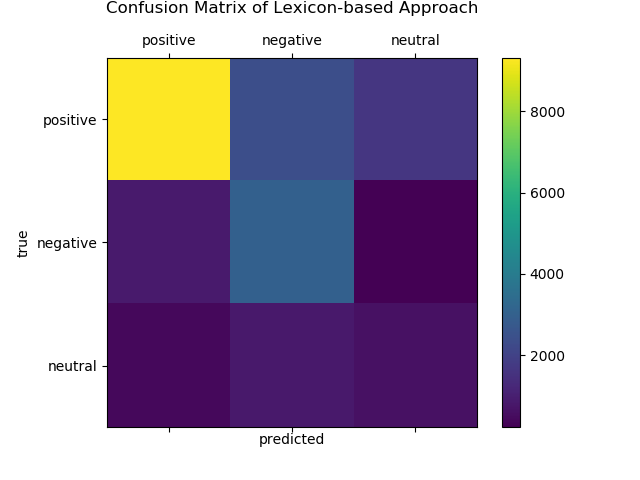 Confusion Matrix of Lexicon-based Approach
positive negative neutral
positive
negative
neutral
true
predicted
8000
6000
4000
2000